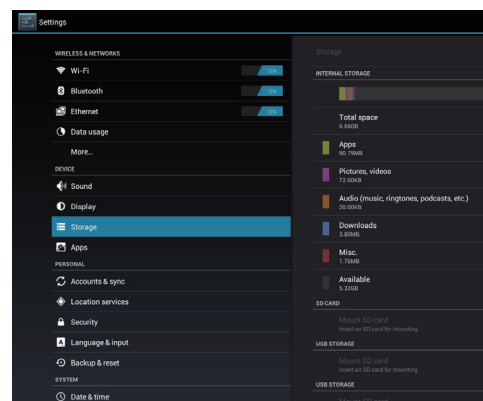 Settings
WIRELESS & NETWORKS
Wi-Fi ON
Bluetooth ON
Ethernet ON
Data usage
More...
DEVICE
Sound
Display
Storage
Apps
PERSONAL
Accounts & sync
Location services
Security
A Language & input
Backup & reset
SYSTEM
Date & time
Storage
INTERNAL STORAGE
Total space
5.55GB
Apps
90.79MB
Pictures, videos
72.00KB
Audio (music, ringtones, podcasts, etc.)
20.00KB
Downloads
3.80MB
Misc.
1.76MB
Available
5.32GB
SD CARD
Mount SD card
Insert an SD card for mounting
USB STORAGE
Mount SD card
Insert an SD card for mounting
USB STORAGE
Mount SD card